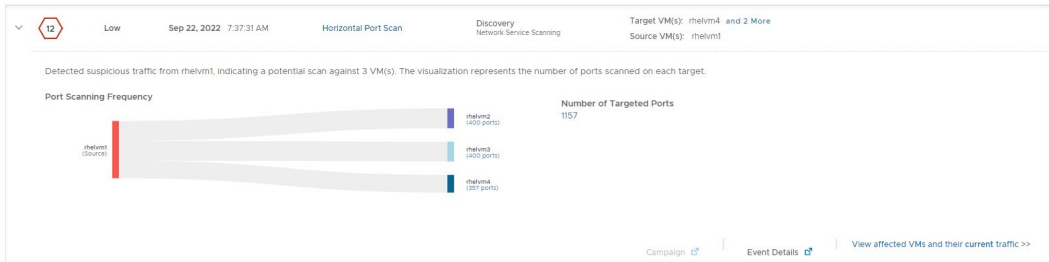 12
Low
Sep 22, 2022 7:37:31 AM
Horizontal Port Scan
Discovery
Network Service Scanning
Target VM(s): rhelvm4 and 2 More
Source VM(s): rhelvm1
Detected suspicious traffic from rhelvm1, indicating a potential scan against 3 VM(s). The visualization represents the number of ports scanned on each target.
Port Scanning Frequency
rhelvm1
(Source)
rhelvm2
(400 ports)
rhelvm3
(400 ports)
rhelvm4
(357 ports)
Number of Targeted Ports
1157
Campaign
Event Details
View affected VMs and their current traffic >>